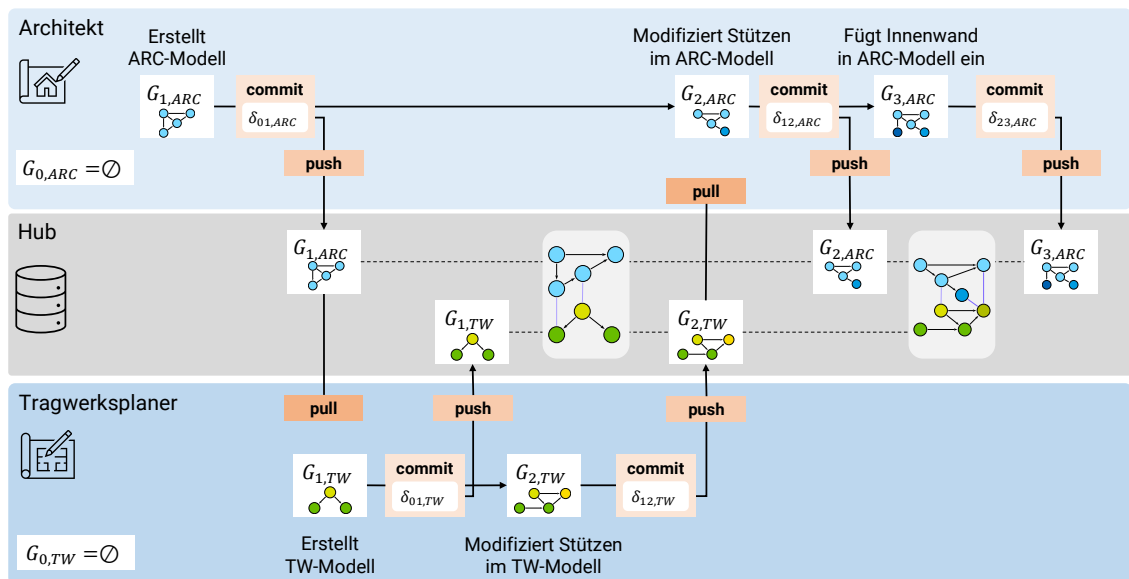 Architekt
Erstellt
ARC-Modell
Modifiziert Stützen
im ARC-Modell
Fügt Innenwand
in ARC-Modell ein
G₁,ARC
commit
δ₀₁,ARC
G₂,ARC
commit
δ₁₂,ARC
G₃,ARC
commit
δ₂₃,ARC
G₀,ARC = ∅
push
push
push
pull
Hub
G₁,ARC
G₂,ARC
G₃,ARC
G₁,TW
G₂,TW
Tragwerksplaner
pull
push
push
G₁,TW
commit
δ₀₁,TW
G₂,TW
commit
δ₁₂,TW
G₀,TW = ∅
Erstellt
TW-Modell
Modifiziert Stützen
im TW-Modell